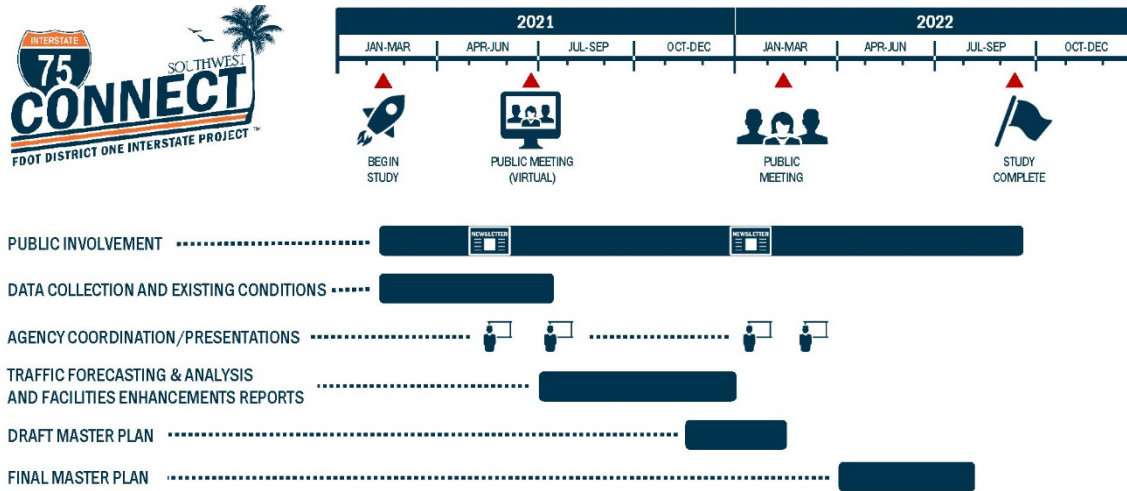 INTERSTATE
75
SOUTHWEST
CONNECT
FDOT DISTRICT ONE INTERSTATE PROJECT ™
2021 2022
JAN-MAR APR-JUN JUL-SEP OCT-DEC JAN-MAR APR-JUN JUL-SEP OCT-DEC
BEGIN
STUDY
PUBLIC MEETING
(VIRTUAL)
PUBLIC
MEETING
STUDY
COMPLETE
PUBLIC INVOLVEMENT
NEWSLETTER NEWSLETTER
DATA COLLECTION AND EXISTING CONDITIONS
AGENCY COORDINATION/PRESENTATIONS
TRAFFIC FORECASTING & ANALYSIS
AND FACILITIES ENHANCEMENTS REPORTS
DRAFT MASTER PLAN
FINAL MASTER PLAN